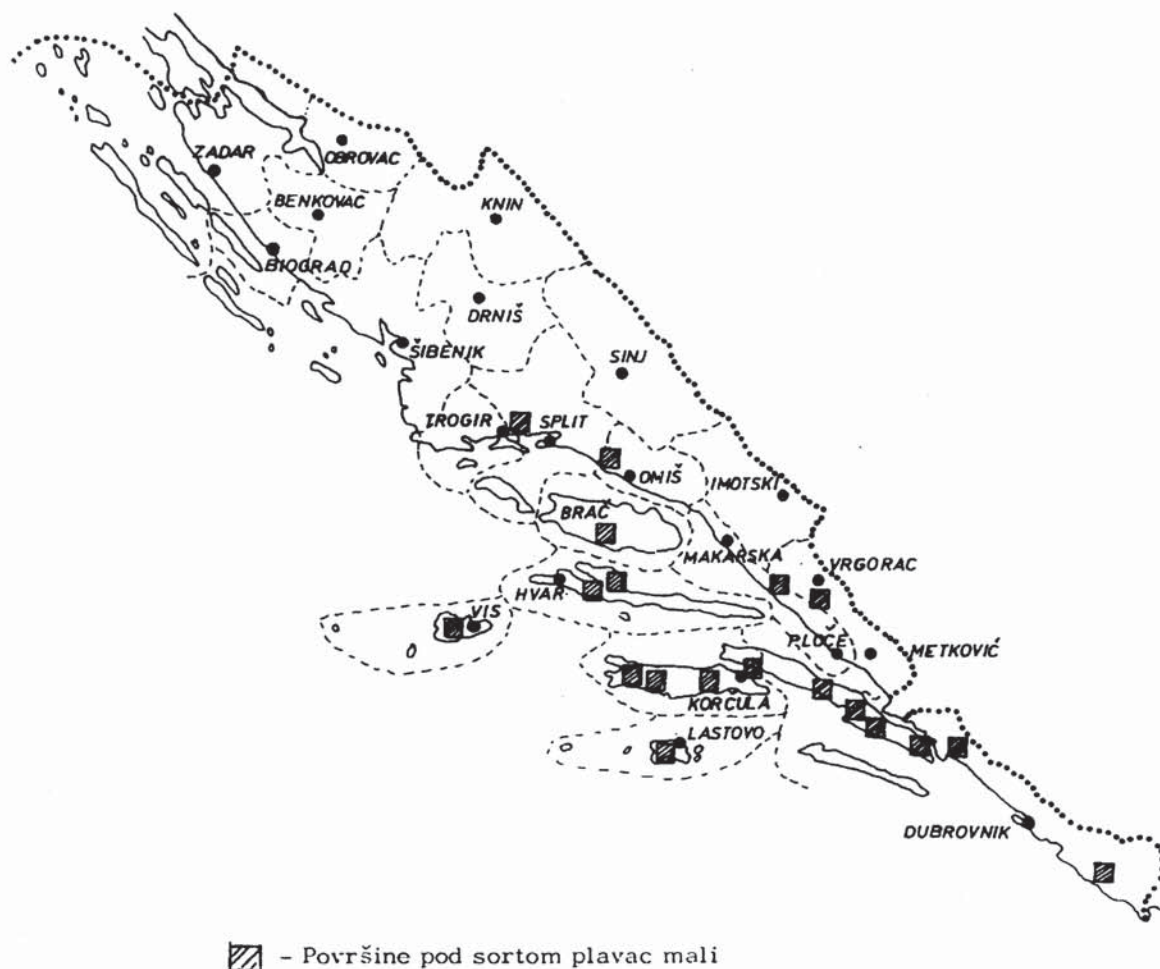 OBROVAC
ZADAR
BENKOVAC
KNIN
BIOGRAD
DRNIŠ
ŠIBENIK
SINJ
TROGIR
SPLIT
OMIŠ
IMOTSKI
BRAČ
MAKARSKA
VRGORAC
HVAR
VIS
PLOČE
METKOVIĆ
KORČULA
LASTOVO
DUBROVNIK
- Površine pod sortom plavac mali